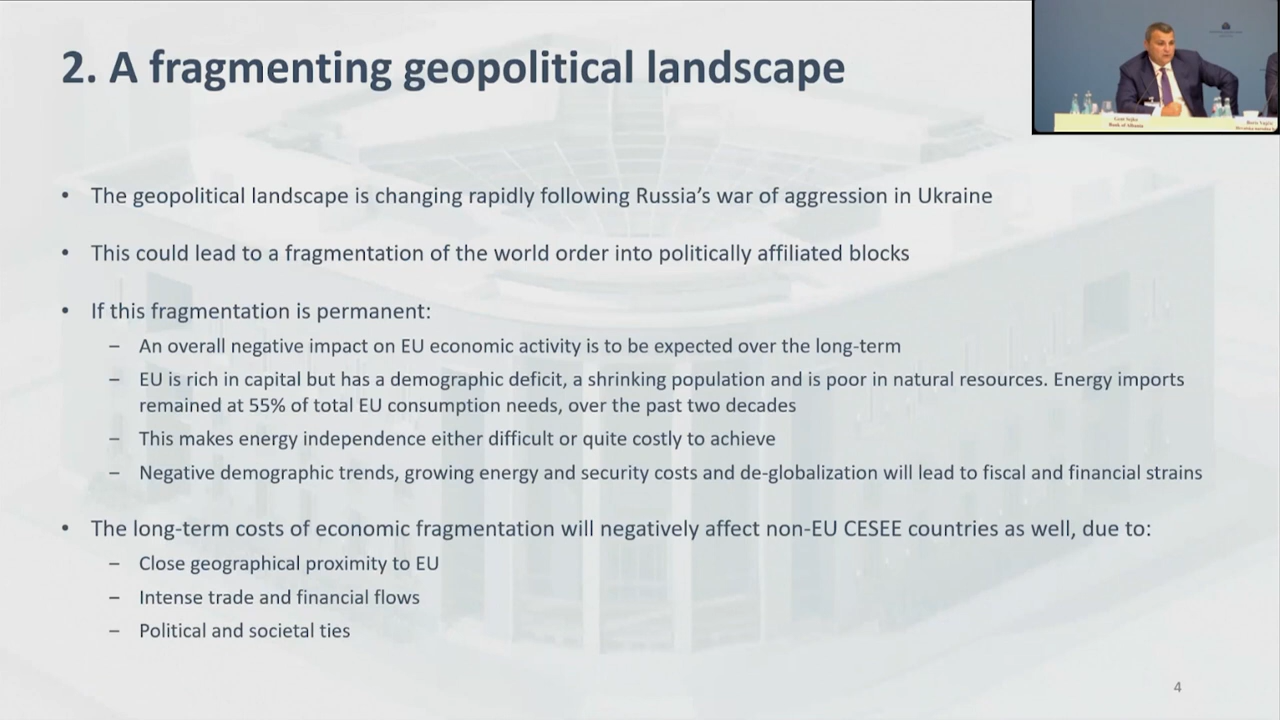 2. A fragmenting geopolitical landscape
Gent Sejko
Bank of Albania
• The geopolitical landscape is changing rapidly following Russia’s war of aggression in Ukraine
• This could lead to a fragmentation of the world order into politically affiliated blocks
• If this fragmentation is permanent:
– An overall negative impact on EU economic activity is to be expected over the long-term
– EU is rich in capital but has a demographic deficit, a shrinking population and is poor in natural resources. Energy imports
remained at 55% of total EU consumption needs, over the past two decades
– This makes energy independence either difficult or quite costly to achieve
– Negative demographic trends, growing energy and security costs and de-globalization will lead to fiscal and financial strains
• The long-term costs of economic fragmentation will negatively affect non-EU CESEE countries as well, due to:
– Close geographical proximity to EU
– Intense trade and financial flows
– Political and societal ties
4